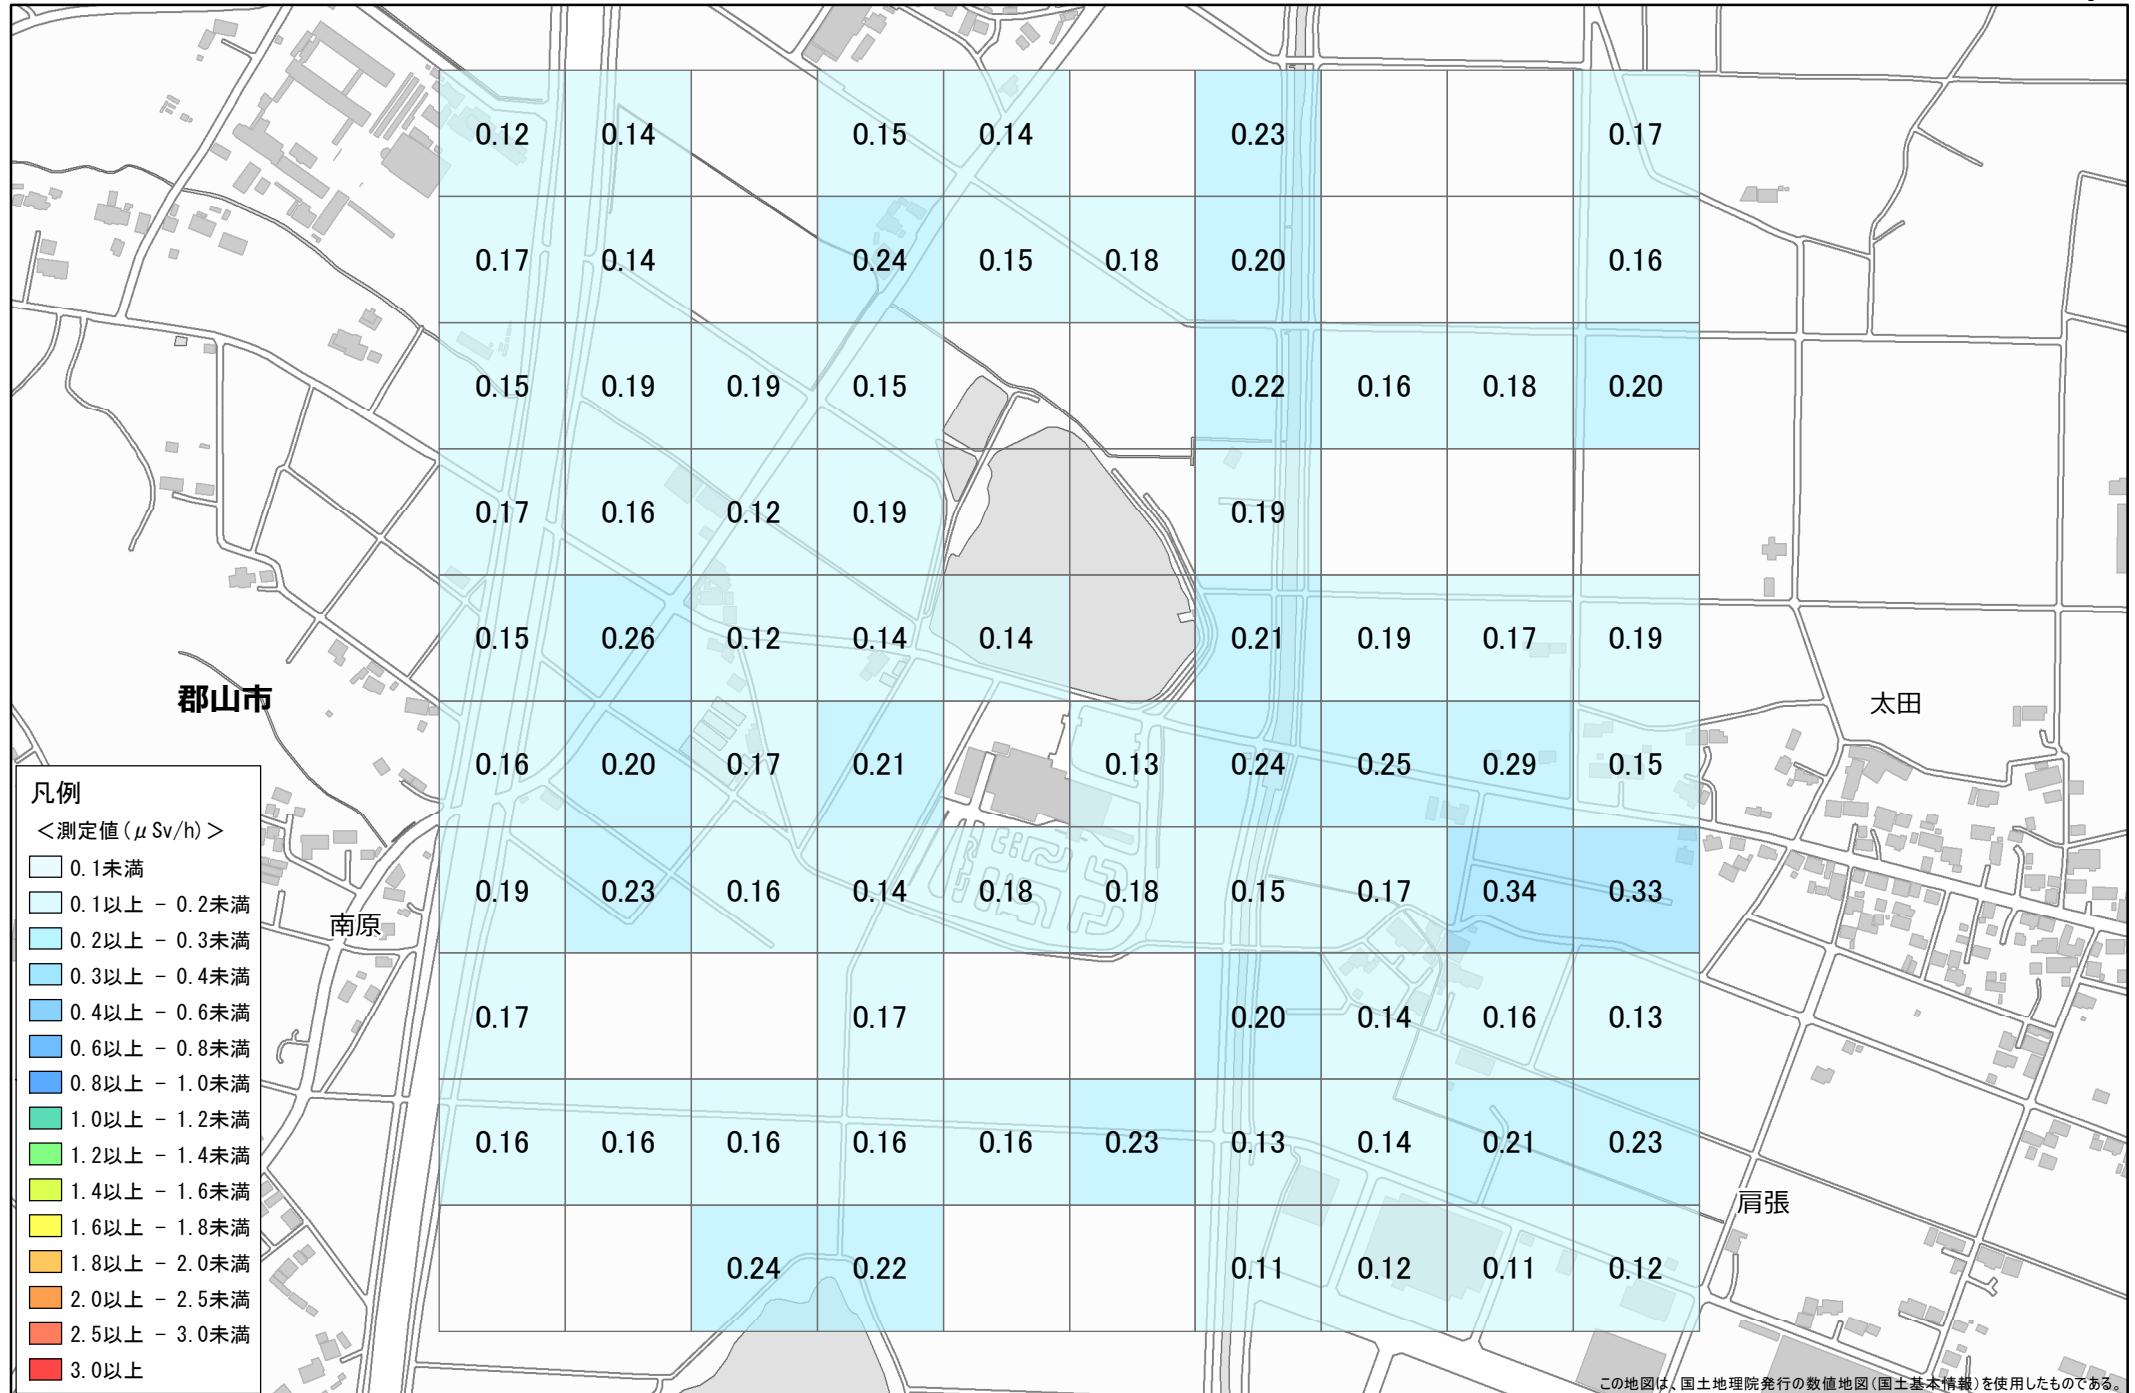 0.12 0.14 0.15 0.14 0.23 0.17
0.17 0.14 0.24 0.15 0.18 0.20 0.16
0.15 0.19 0.19 0.15 0.22 0.16 0.18 0.20
0.17 0.16 0.12 0.19 0.19
0.15 0.26 0.12 0.14 0.14 0.21 0.19 0.17 0.19
郡山市
太田
0.16 0.20 0.17 0.21 0.13 0.24 0.25 0.29 0.15
0.19 0.23 0.16 0.14 0.18 0.18 0.15 0.17 0.34 0.33
南原
0.17 0.17 0.20 0.14 0.16 0.13
0.16 0.16 0.16 0.16 0.16 0.23 0.13 0.14 0.21 0.23
肩張
0.24 0.22 0.11 0.12 0.11 0.12
凡例
＜測定値(μSv/h)＞
0.1未満
0.1以上 － 0.2未満
0.2以上 － 0.3未満
0.3以上 － 0.4未満
0.4以上 － 0.6未満
0.6以上 － 0.8未満
0.8以上 － 1.0未満
1.0以上 － 1.2未満
1.2以上 － 1.4未満
1.4以上 － 1.6未満
1.6以上 － 1.8未満
1.8以上 － 2.0未満
2.0以上 － 2.5未満
2.5以上 － 3.0未満
3.0以上
この地図は、国土地理院発行の数値地図(国土基本情報)を使用したものである。